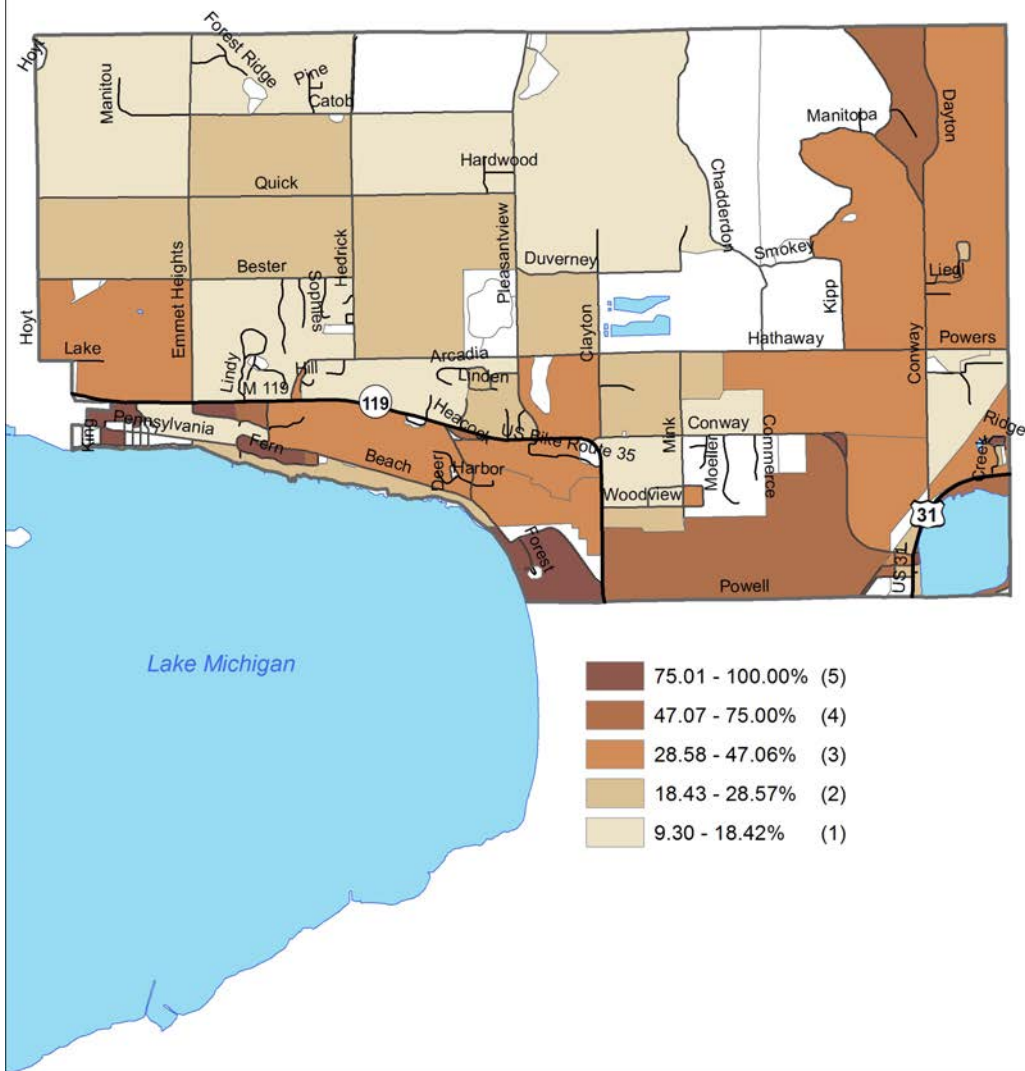 Hoyt
Forest Ridge
Manitou
Pine
Catob
Manitoba
Dayton
Hardwood
Quick
Chadderdon
Pleasantview
Smokey
Duverney
Emmet Heights
Bester
Sophies
Hedrick
Liegl
Kipp
Hoyt
Clayton
Hathaway
Conway
Powers
Lake
Lindy
M 119
Hill
Arcadia
Linden
119
Pennsylvania
King
Fern
Beach
Heacock
US Bike Route 35
Mink
Conway
Commerce
Ridge
Deer
Harbor
Moeller
Creek
Woodview
31
Forest
Powell
US 31
Lake Michigan
75.01 - 100.00% (5)
47.07 - 75.00% (4)
28.58 - 47.06% (3)
18.43 - 28.57% (2)
9.30 - 18.42% (1)